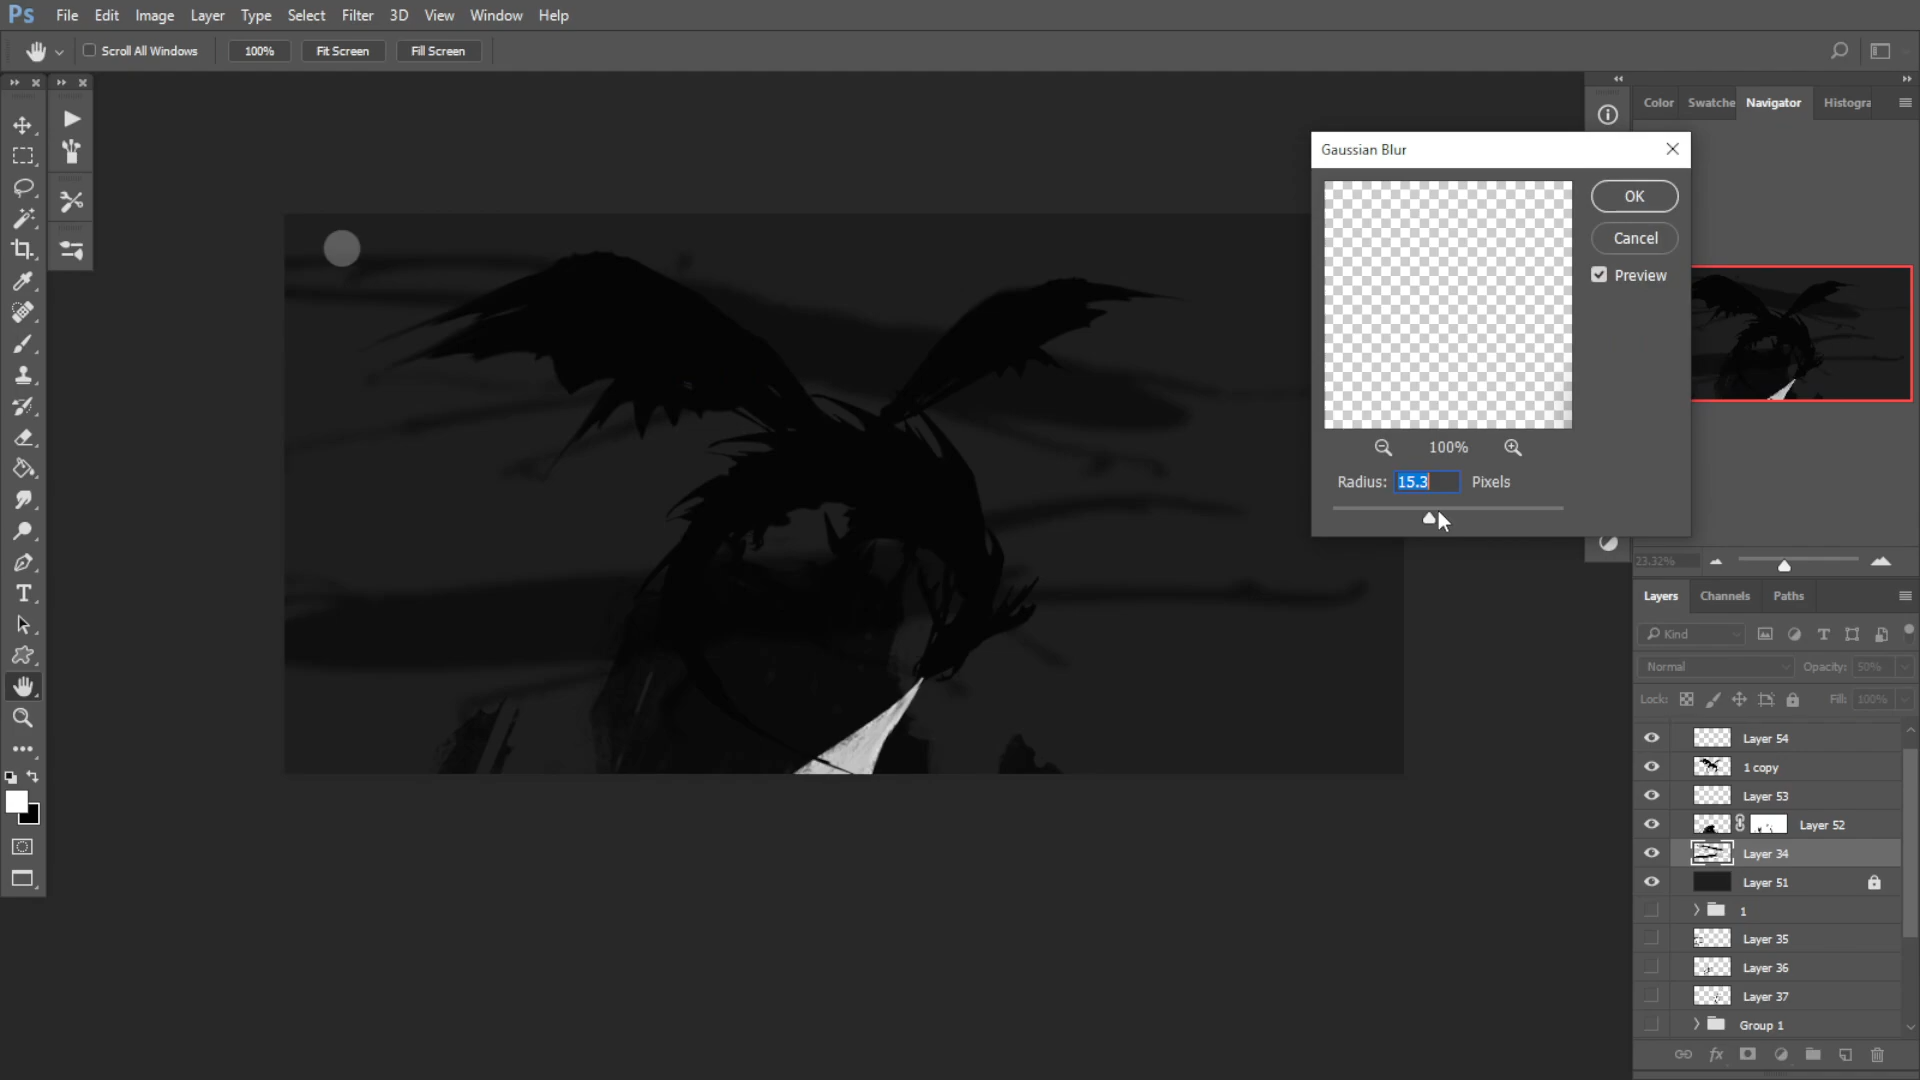 Ps File Edit Image Layer Type Select Filter 3D View Window Help
Scroll All Windows 100% Fit Screen Fill Screen
Color Swatche Navigator Histogra
Gaussian Blur
OK
Cancel
Preview
100%
Radius: 15.3 Pixels
23.32%
Layers Channels Paths
Kind
Normal Opacity: 50%
Lock: Fill: 100%
Layer 54
1 copy
Layer 53
Layer 52
Layer 34
Layer 51
1
Layer 35
Layer 36
Layer 37
Group 1
fx